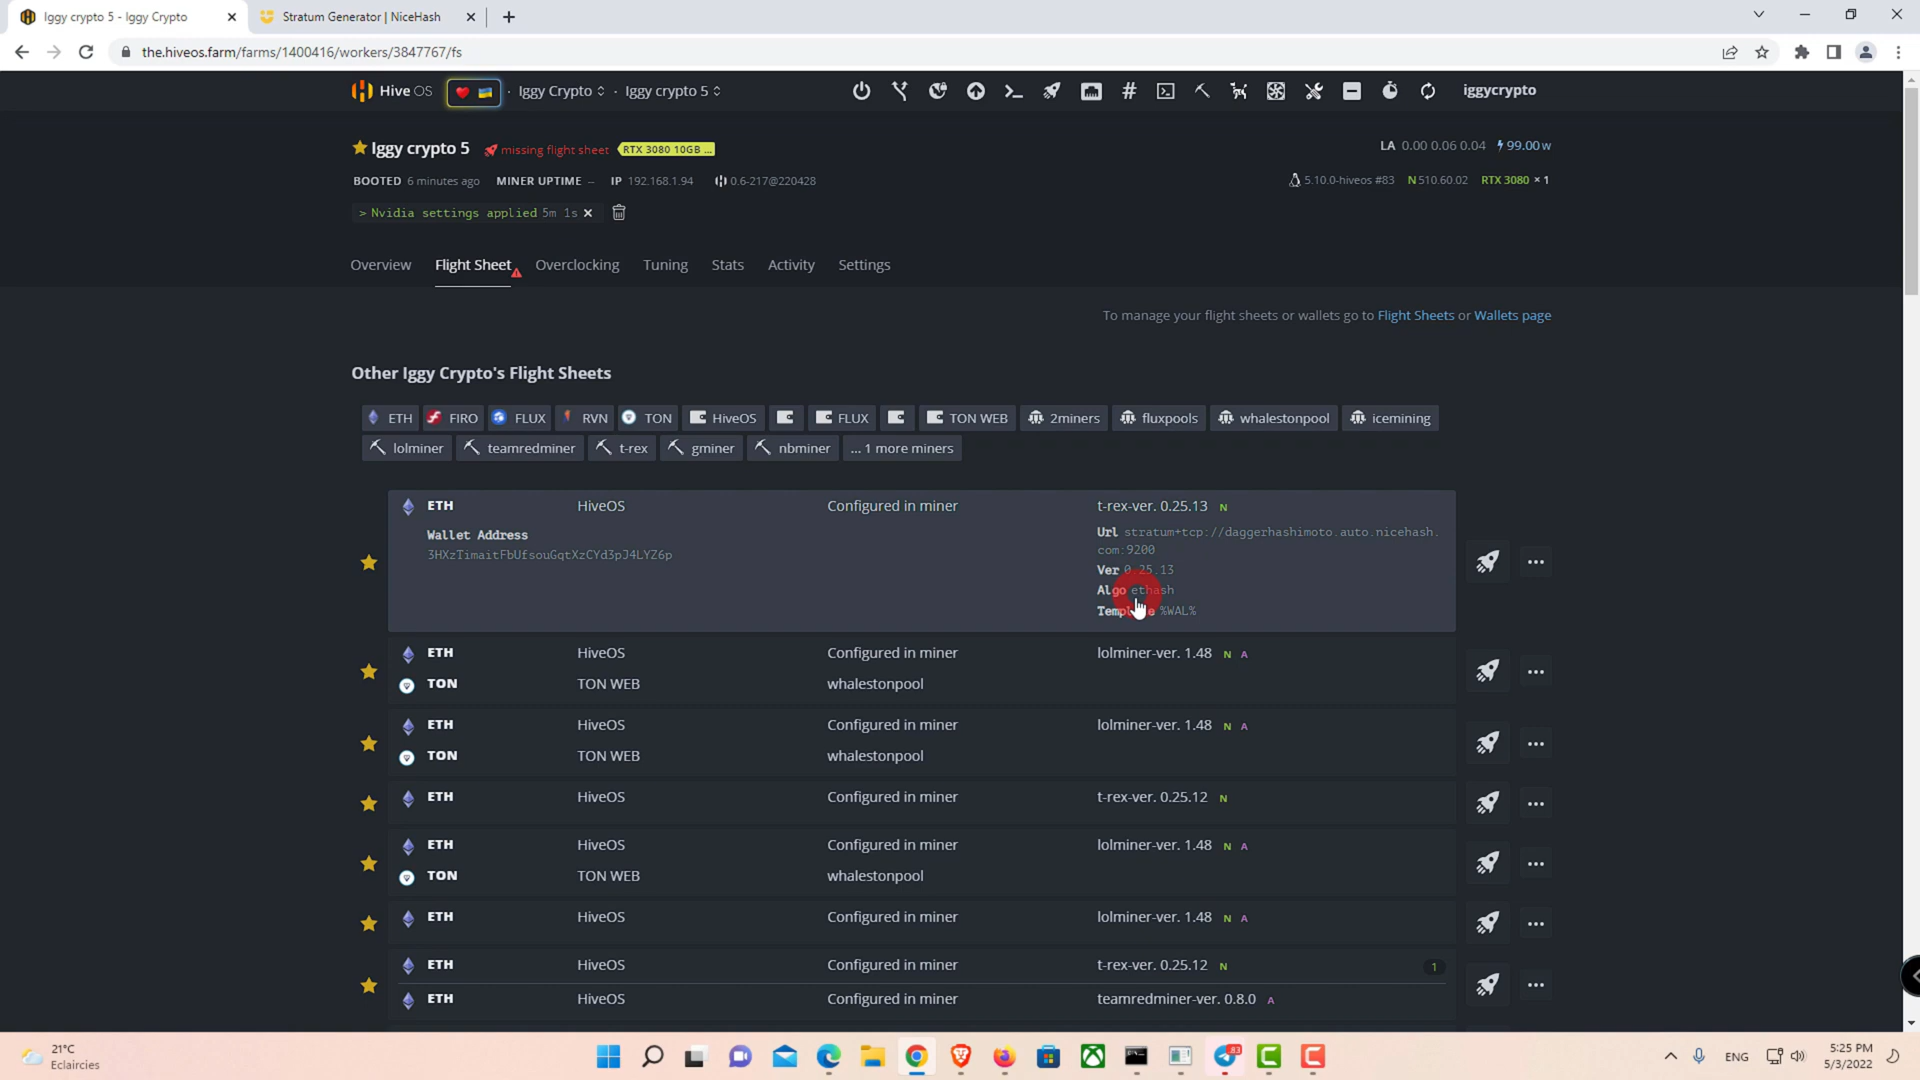 Iggy crypto 5 - Iggy Crypto
Stratum Generator | NiceHash
the.hiveos.farm/farms/1400416/workers/3847767/fs
Hive OS · Iggy Crypto · Iggy crypto 5
iggycrypto
Iggy crypto 5 missing flight sheet RTX 3080 10GB ...
LA 0.00 0.06 0.04 99.00 w
BOOTED 6 minutes ago MINER UPTIME – IP 192.168.1.94 0.6-217@220428
5.10.0-hiveos #83 N 510.60.02 RTX 3080 × 1
> Nvidia settings applied 5m 1s
Overview Flight Sheet Overclocking Tuning Stats Activity Settings
To manage your flight sheets or wallets go to Flight Sheets or Wallets page
Other Iggy Crypto's Flight Sheets
ETH FIRO FLUX RVN TON HiveOS FLUX TON WEB 2miners fluxpools whalestonpool icemining
lolminer teamredminer t-rex gminer nbminer ... 1 more miners
ETH HiveOS Configured in miner t-rex-ver. 0.25.13 N
Wallet Address
3HXzTimaitFbUfsouGqtXzCYd3pJ4LYZ6p
Url stratum+tcp://daggerhashimoto.auto.nicehash.
com:9200
Ver 0.25.13
Algo ethash
%WAL%
ETH HiveOS Configured in miner lolminer-ver. 1.48 N A
TON TON WEB whalestonpool
ETH HiveOS Configured in miner lolminer-ver. 1.48 N A
TON TON WEB whalestonpool
ETH HiveOS Configured in miner t-rex-ver. 0.25.12 N
ETH HiveOS Configured in miner lolminer-ver. 1.48 N A
TON TON WEB whalestonpool
ETH HiveOS Configured in miner lolminer-ver. 1.48 N A
ETH HiveOS Configured in miner t-rex-ver. 0.25.12 N 1
ETH HiveOS Configured in miner teamredminer-ver. 0.8.0 A
21°C
Eclaircies
83
ENG
5:25 PM
5/3/2022